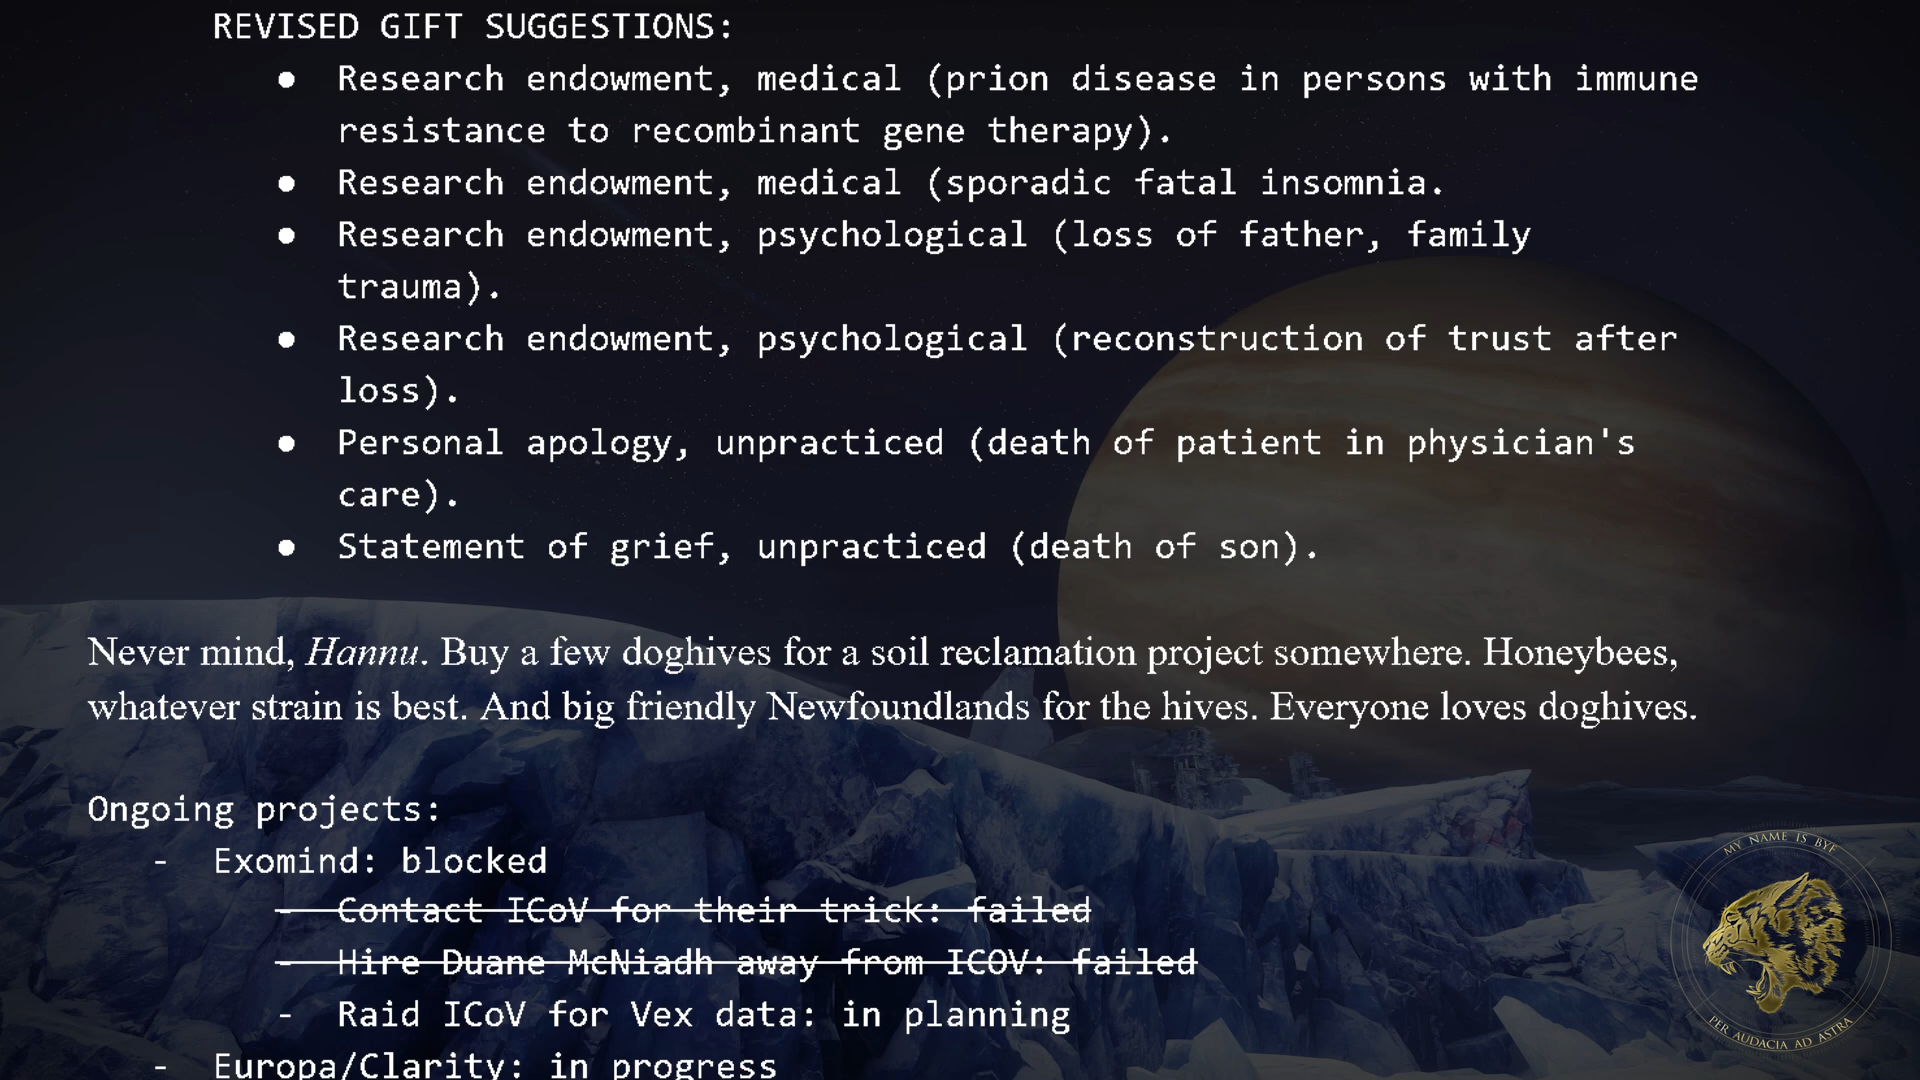 REVISED GIFT SUGGESTIONS:
● Research endowment, medical (prion disease in persons with immune
resistance to recombinant gene therapy).
● Research endowment, medical (sporadic fatal insomnia.
● Research endowment, psychological (loss of father, family
trauma).
● Research endowment, psychological (reconstruction of trust after
loss).
● Personal apology, unpracticed (death of patient in physician's
care).
● Statement of grief, unpracticed (death of son).
Never mind, Hannu. Buy a few doghives for a soil reclamation project somewhere. Honeybees,
whatever strain is best. And big friendly Newfoundlands for the hives. Everyone loves doghives.
Ongoing projects:
- Exomind: blocked
- Contact ICoV for their trick: failed
- Hire Duane McNiadh away from ICOV: failed
- Raid ICoV for Vex data: in planning
- Europa/Clarity: in progress
MY NAME IS BYF
PER AUDACIA AD ASTRA